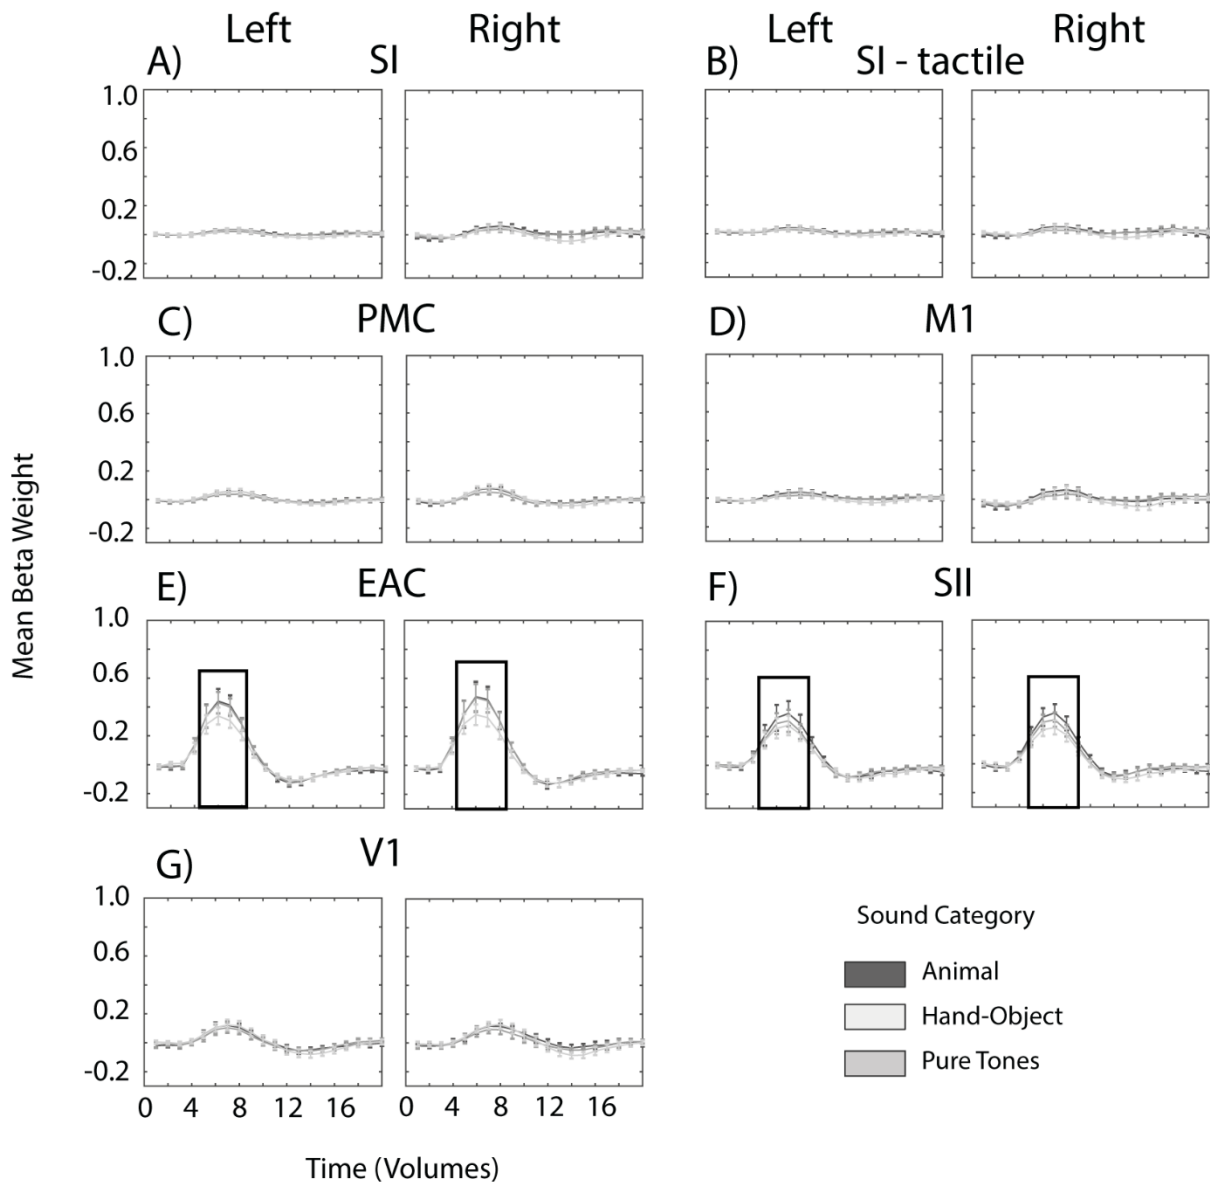 Left Right Left Right
A) SI B) SI - tactile
1.0
0.6
0.2
-0.2
C) PMC D) M1
1.0
0.6
0.2
-0.2
Mean Beta Weight
E) EAC F) SII
1.0
0.6
0.2
-0.2
G) V1
1.0
0.6
0.2
-0.2
0 4 8 12 16 0 4 8 12 16
Time (Volumes)
Sound Category
Animal
Hand-Object
Pure Tones